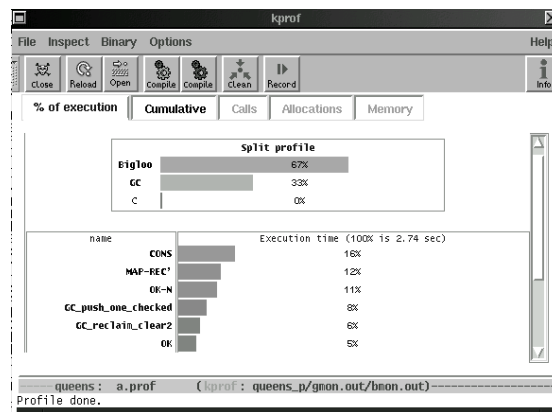 kprof
File Inspect Binary Options Help
Close Reload Open Compile Compile Clean Record Info
% of execution Cumulative Calls Allocations Memory
Split profile
Bigloo 67%
GC 33%
C 0%
name Execution time (100% is 2.74 sec)
CONS 16%
MAP-REC' 12%
OK-N 11%
GC_push_one_checked 8%
GC_reclaim_clear2 6%
OK 5%
queens: a.prof (kprof: queens_p/gmon.out/bmon.out)
Profile done.